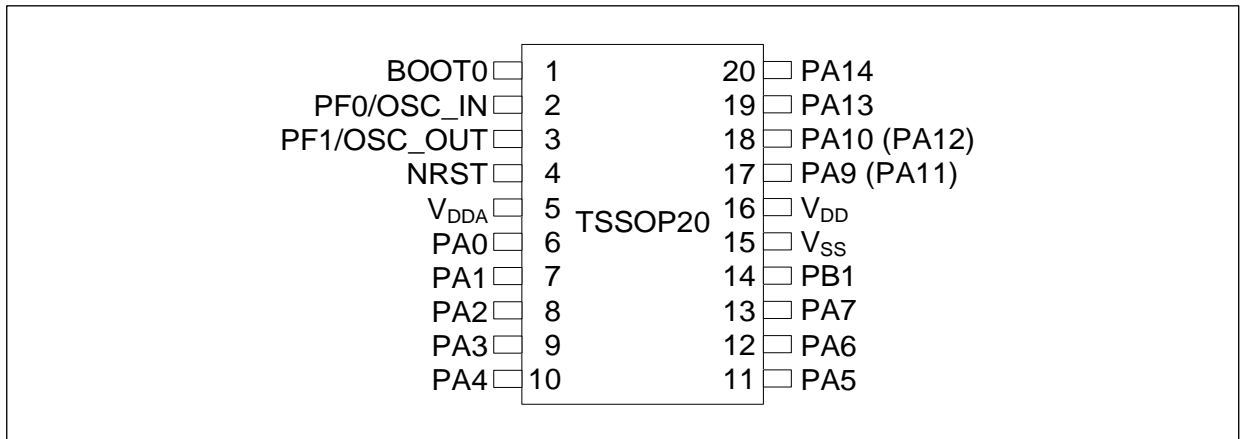 BOOT0 1 20 PA14
PF0/OSC_IN 2 19 PA13
PF1/OSC_OUT 3 18 PA10 (PA12)
NRST 4 17 PA9 (PA11)
VDDA 5 16 VDD
TSSOP20
PA0 6 15 VSS
PA1 7 14 PB1
PA2 8 13 PA7
PA3 9 12 PA6
PA4 10 11 PA5